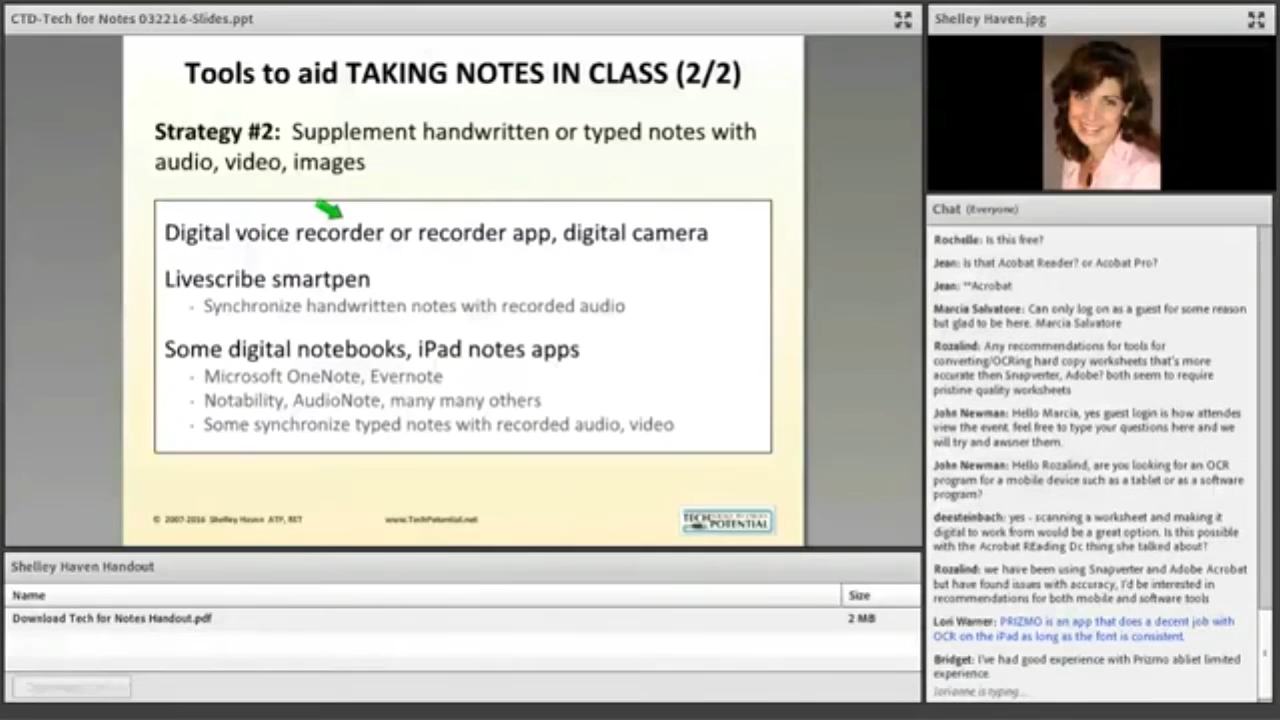 CTD-Tech for Notes 032216-Slides.ppt
Tools to aid TAKING NOTES IN CLASS (2/2)
Strategy #2: Supplement handwritten or typed notes with
audio, video, images
Digital voice recorder or recorder app, digital camera
Livescribe smartpen
· Synchronize handwritten notes with recorded audio
Some digital notebooks, iPad notes apps
· Microsoft OneNote, Evernote
· Notability, AudioNote, many many others
· Some synchronize typed notes with recorded audio, video
© 2007-2016 Shelley Haven ATP, RET
www.TechPotential.net
TECH
POTENTIAL
Shelley Haven Handout
Name
Size
Download Tech for Notes Handout.pdf
2 MB
Shelley Haven.jpg
Chat (Everyone)
Rochelle: Is this free?
Jean: Is that Acobat Reader? or Acobat Pro?
Jean: **Acrobat
Marcia Salvatore: Can only log on as a guest for some reason
but glad to be here. Marcia Salvatore
Rozalind: Any recommendations for tools for
converting/OCRing hard copy worksheets that's more
accurate then Snapverter, Adobe? both seem to require
pristine quality worksheets
John Newman: Hello Marcia, yes guest login is how attendes
view the event. feel free to type your questions here and we
will try and awsner them.
John Newman: Hello Rozalind, are you looking for an OCR
program for a mobile device such as a tablet or as a software
program?
deesteinbach: yes - scanning a worksheet and making it
digital to work from would be a great option. Is this possible
with the Acrobat REading Dc thing she talked about?
Rozalind: we have been using Snapverter and Adobe Acrobat
but have found issues with accuracy, I'd be interested in
recommendations for both mobile and software tools
Lori Warner: PRIZMO is an app that does a decent job with
OCR on the iPad as long as the font is consistent.
Bridget: I've had good experience with Prizmo abliet limited
experience.
lorianne is typing...